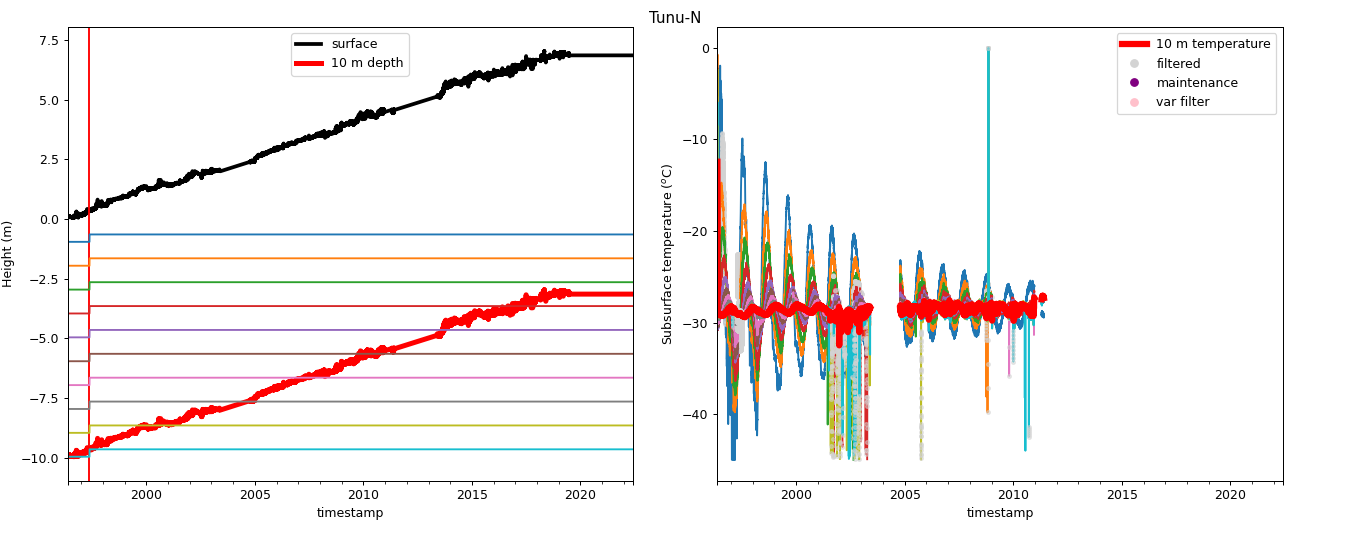 Tunu-N
7.5
5.0
2.5
0.0
−2.5
−5.0
−7.5
−10.0
Height (m)
2000
2005
2010
2015
2020
timestamp
surface
10 m depth
0
−10
−20
−30
−40
Subsurface temperature (°C)
2000
2005
2010
2015
2020
timestamp
10 m temperature
filtered
maintenance
var filter